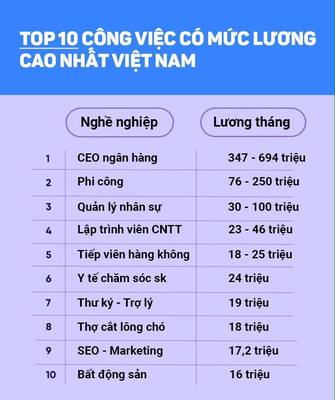 TOP 10 CÔNG VIỆC CÓ MỨC LƯƠNG
CAO NHẤT VIỆT NAM
Nghề nghiệp Lương tháng
1 CEO ngân hàng 347 - 694 triệu
2 Phi công 76 - 250 triệu
3 Quản lý nhân sự 30 - 100 triệu
4 Lập trình viên CNTT 23 - 46 triệu
5 Tiếp viên hàng không 18 - 25 triệu
6 Y tế chăm sóc sk 24 triệu
7 Thư ký - Trợ lý 19 triệu
8 Thợ cắt lông chó 18 triệu
9 SEO - Marketing 17,2 triệu
10 Bất động sản 16 triệu